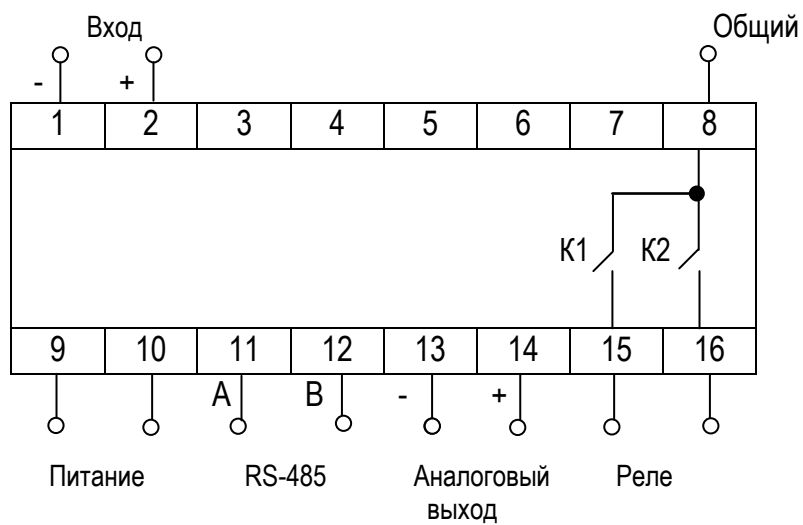 Вход Общий
- +
1 2 3 4 5 6 7 8
К1 К2
9 10 11 12 13 14 15 16
A B - +
Питание RS-485 Аналоговый Реле
выход